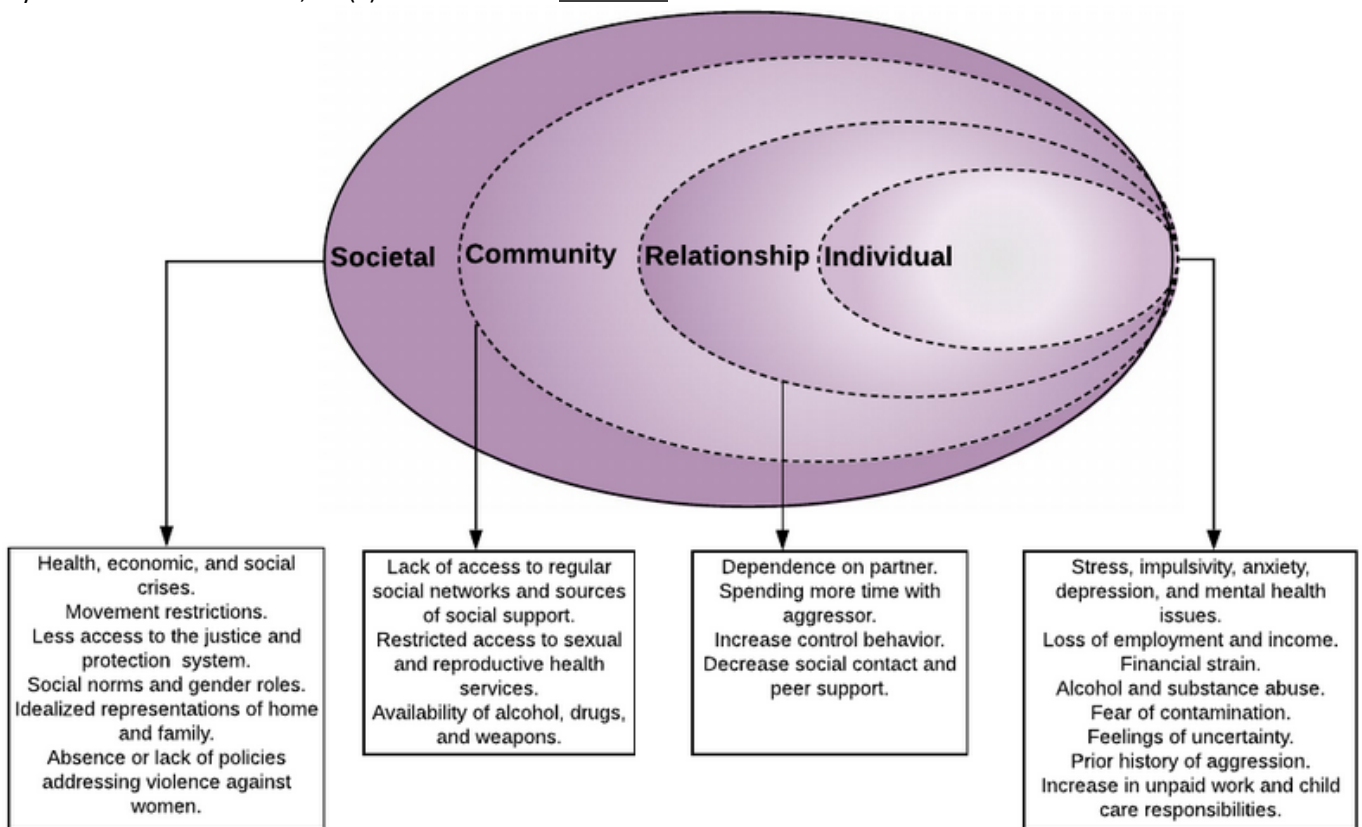 Societal
Community
Relationship
Individual
Health, economic, and social
crises.
Movement restrictions.
Less access to the justice and
protection system.
Social norms and gender roles.
Idealized representations of home
and family.
Absence or lack of policies
addressing violence against
women.
Lack of access to regular
social networks and sources
of social support.
Restricted access to sexual
and reproductive health
services.
Availability of alcohol, drugs,
and weapons.
Dependence on partner.
Spending more time with
aggressor.
Increase control behavior.
Decrease social contact and
peer support.
Stress, impulsivity, anxiety,
depression, and mental health
issues.
Loss of employment and income.
Financial strain.
Alcohol and substance abuse.
Fear of contamination.
Feelings of uncertainty.
Prior history of aggression.
Increase in unpaid work and child
care responsibilities.